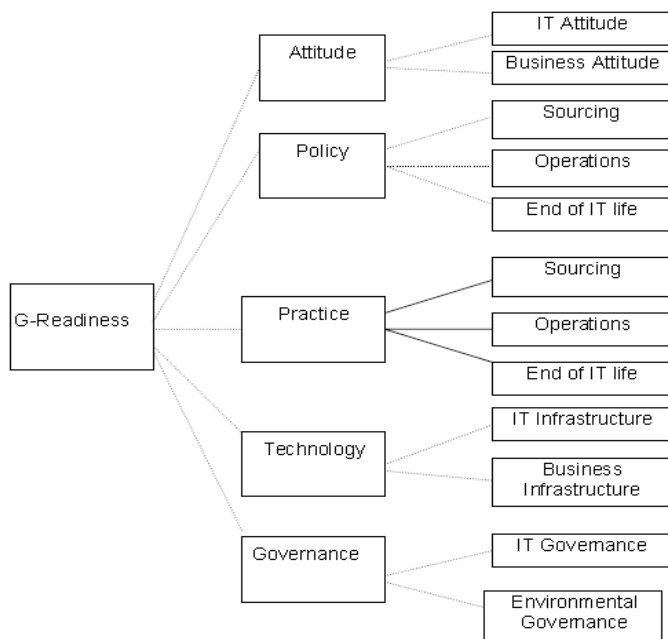 IT Attitude
Attitude
Business Attitude
Sourcing
Policy
Operations
End of IT life
Sourcing
G-Readiness
Practice
Operations
End of IT life
IT Infrastructure
Technology
Business
Infrastructure
IT Governance
Governance
Environmental
Governance